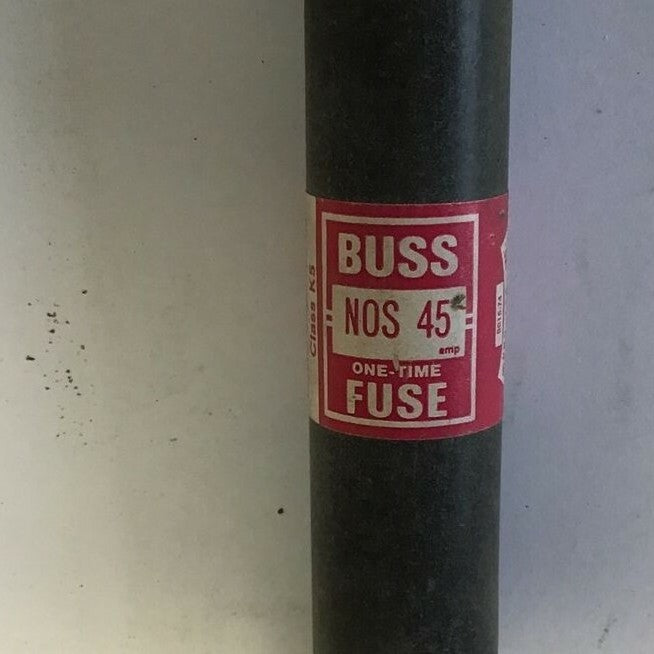 BUSS
NOS 45
amp
ONE-TIME
FUSE
Class K5